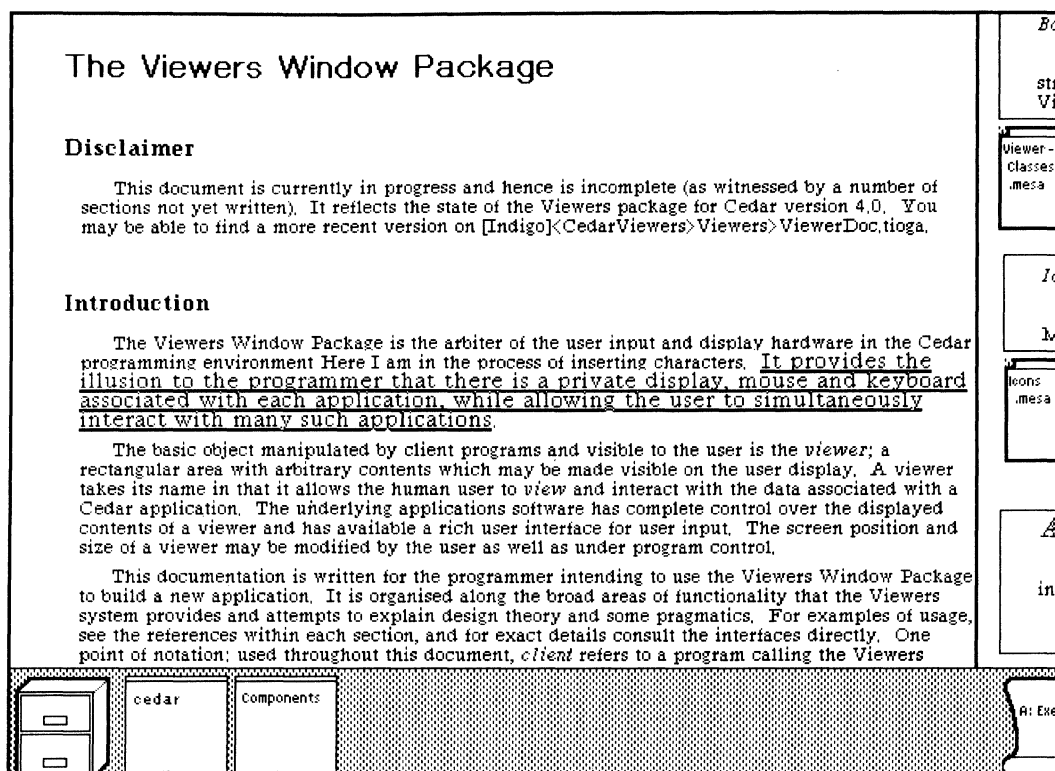 The Viewers Window Package
Disclaimer
This document is currently in progress and hence is incomplete (as witnessed by a number of
sections not yet written). It reflects the state of the Viewers package for Cedar version 4.0. You
may be able to find a more recent version on [Indigo]<CedarViewers>Viewers>ViewerDoc.tioga.
Introduction
The Viewers Window Package is the arbiter of the user input and display hardware in the Cedar
programming environment Here I am in the process of inserting characters. It provides the
illusion to the programmer that there is a private display, mouse and keyboard
associated with each application, while allowing the user to simultaneously
interact with many such applications.
The basic object manipulated by client programs and visible to the user is the viewer; a
rectangular area with arbitrary contents which may be made visible on the user display. A viewer
takes its name in that it allows the human user to view and interact with the data associated with a
Cedar application. The underlying applications software has complete control over the displayed
contents of a viewer and has available a rich user interface for user input. The screen position and
size of a viewer may be modified by the user as well as under program control.
This documentation is written for the programmer intending to use the Viewers Window Package
to build a new application. It is organised along the broad areas of functionality that the Viewers
system provides and attempts to explain design theory and some pragmatics. For examples of usage,
see the references within each section, and for exact details consult the interfaces directly. One
point of notation: used throughout this document, client refers to a program calling the Viewers
Viewer-
Classes
.mesa
Icons
.mesa
in
cedar
Components
A: Exe